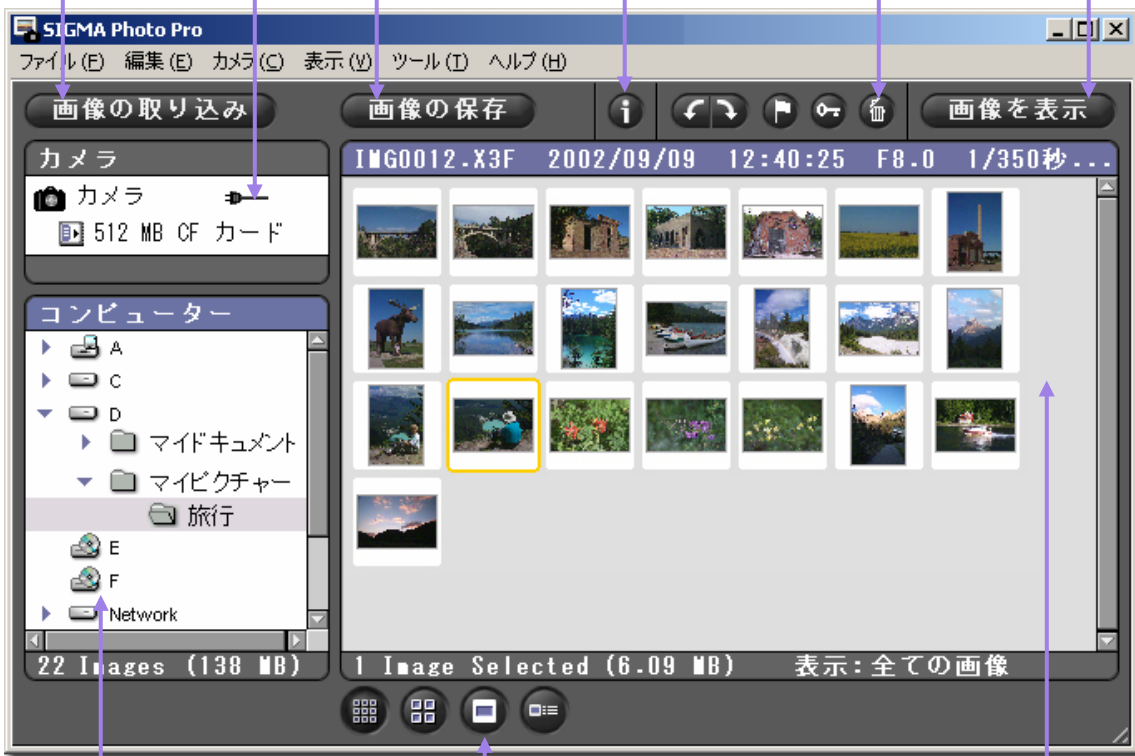 SIGMA Photo Pro
ファイル(F) 編集(E) カメラ(C) 表示(V) ツール(T) ヘルプ(H)
画像の取り込み 画像の保存 i 画像を表示
カメラ
カメラ
512 MB CF カード
コンピューター
A
C
D
マイドキュメント
マイピクチャー
旅行
E
F
Network
22 Images (138 MB)
IMG0012.X3F 2002/09/09 12:40:25 F8.0 1/350秒...
1 Image Selected (6.09 MB) 表示:全ての画像